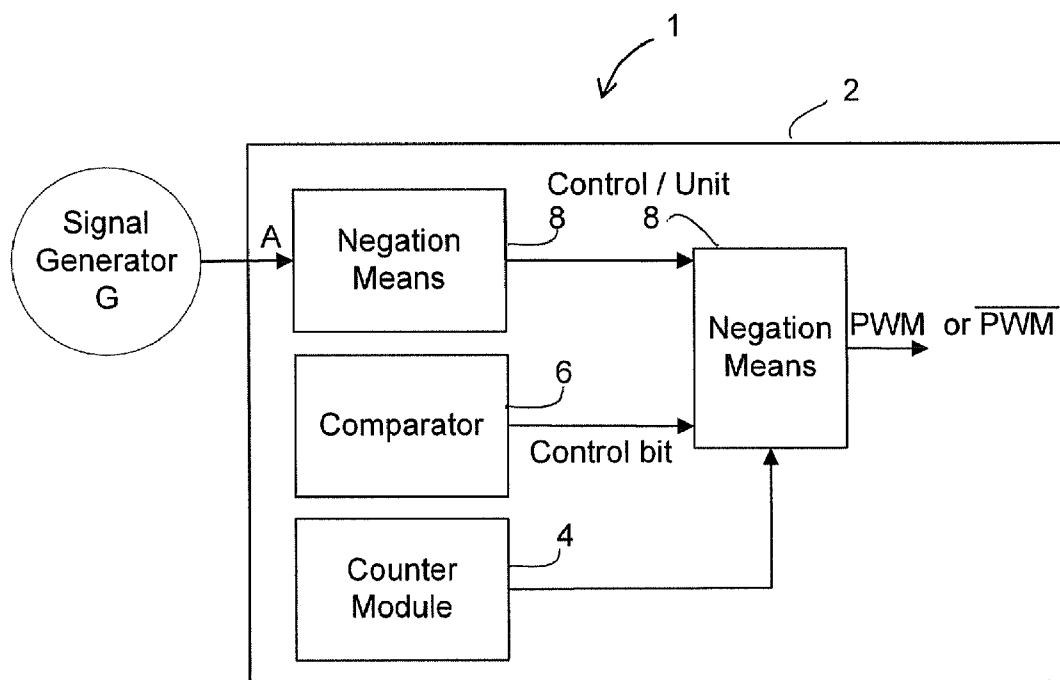 1
2
Signal
Generator
G
A
Negation
Means
Control / Unit
8
8
Negation
Means
PWM or \overline{PWM}
Comparator
6
Control bit
Counter
Module
4